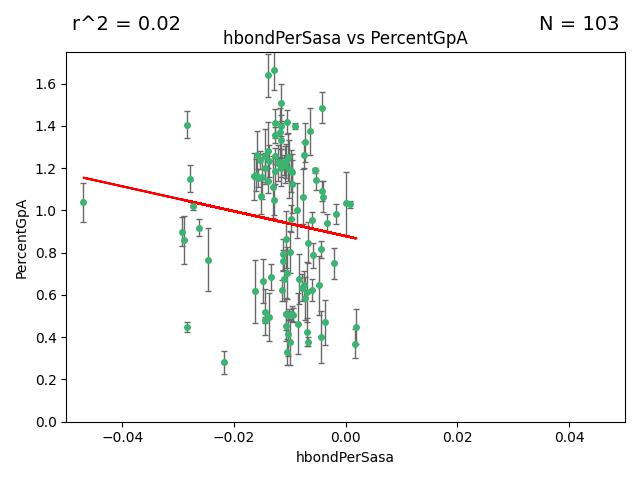 r^2 = 0.02
N = 103
hbondPerSasa vs PercentGpA
1.6
1.4
1.2
1.0
0.8
0.6
0.4
0.2
0.0
PercentGpA
−0.04
−0.02
0.00
0.02
0.04
hbondPerSasa